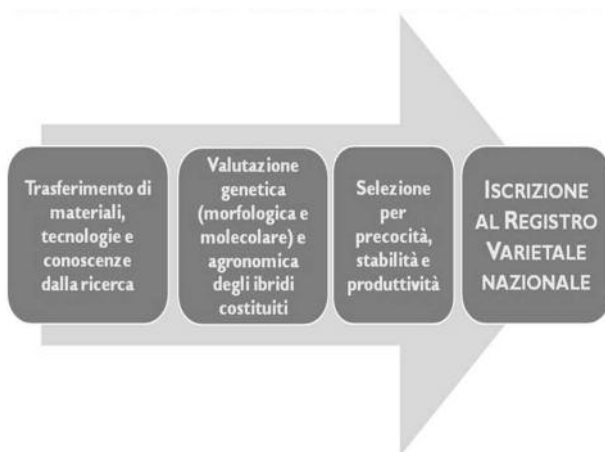 Trasferimento di
materiali,
tecnologie e
conoscenze
dalla ricerca
Valutazione
genetica
(morfologica e
molecolare) e
agronomica
degli ibridi
costituiti
Selezione
per
precocità,
stabilità e
produttività
ISCRIZIONE
AL REGISTRO
VARIETALE
NAZIONALE